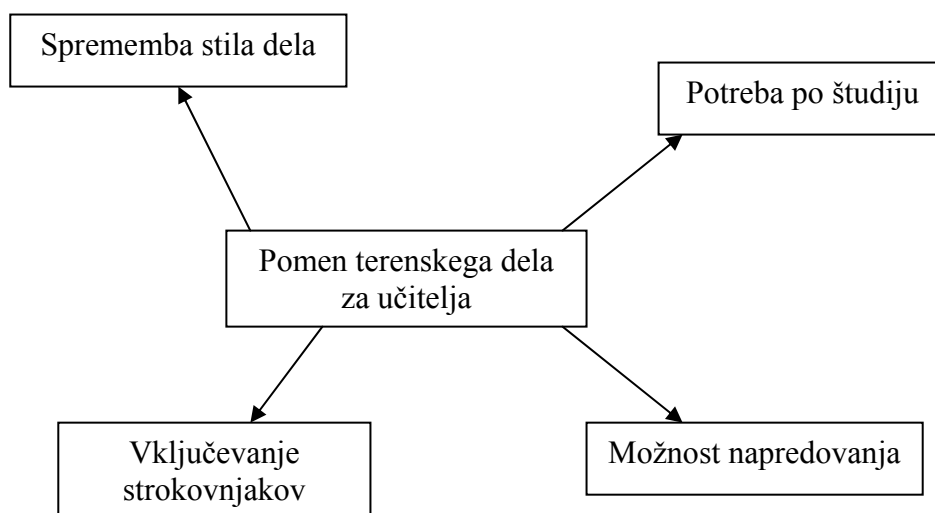 Sprememba stila dela
Potreba po študiju
Pomen terenskega dela
za učitelja
Vključevanje
strokovnjakov
Možnost napredovanja